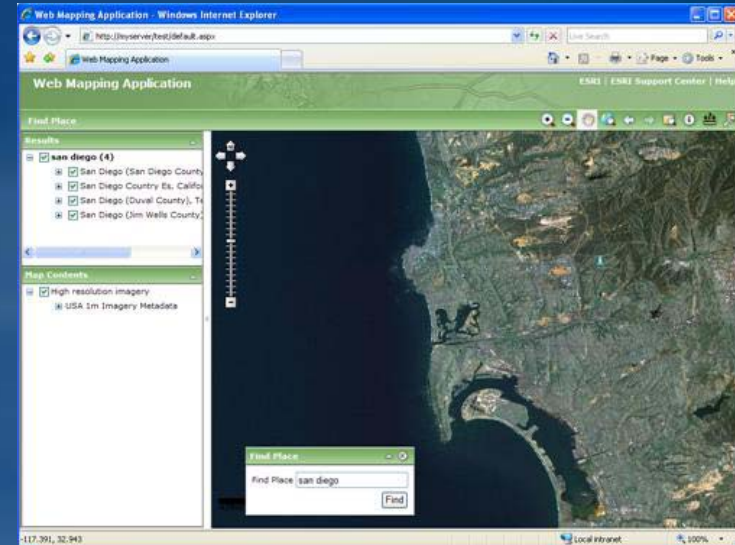 Web Mapping Application - Windows Internet Explorer
http://myserver/test/default.aspx
Live Search
Web Mapping Application
Page
Tools
Web Mapping Application
ESRI | ESRI Support Center | Help
Find Place
Results
san diego (4)
San Diego (San Diego County
San Diego Country Es, Califo
San Diego (Duval County), Te
San Diego (Jim Wells County)
Map Contents
High resolution imagery
USA 1m Imagery Metadata
Find Place
Find Place san diego
Find
-117.391, 32.943
Local intranet
100%